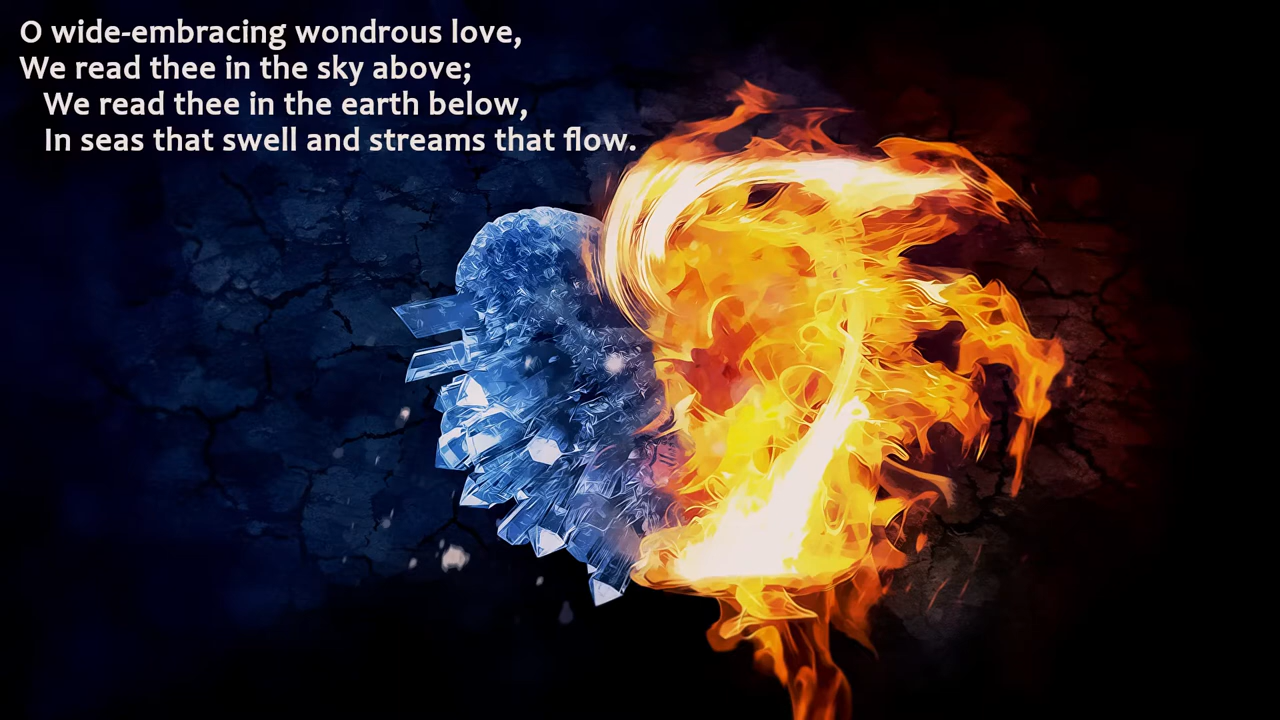 O wide-embracing wondrous love,
We read thee in the sky above;
We read thee in the earth below,
In seas that swell and streams that flow.